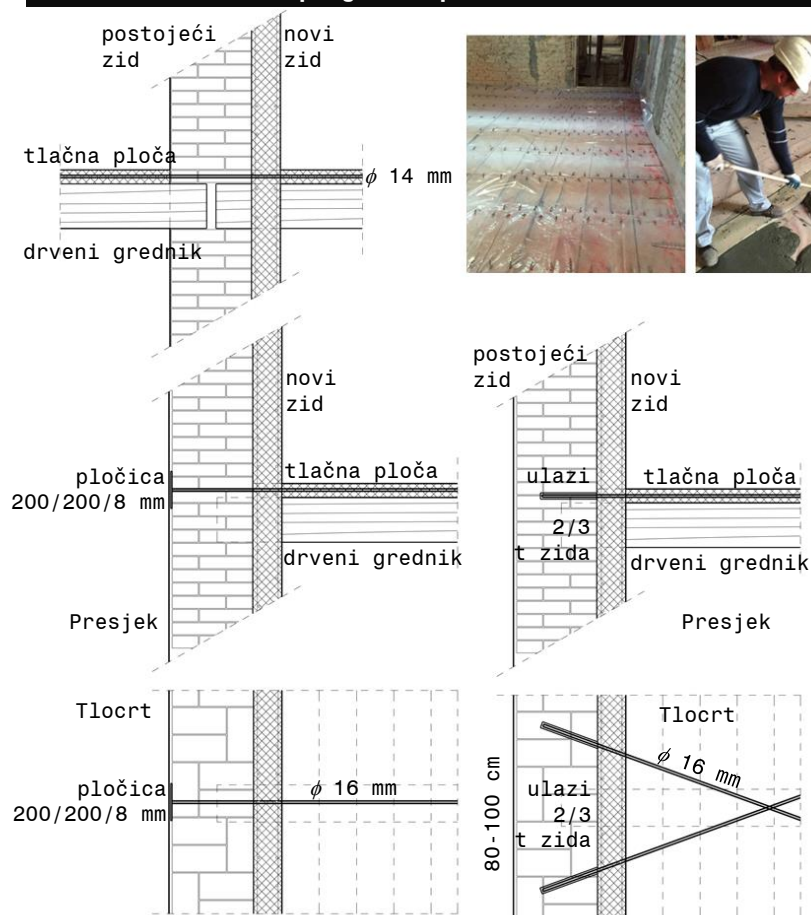 postojeći
zid
novi
zid
tlačna ploča
ϕ 14 mm
drveni grednik
novi
zid
pločica
200/200/8 mm
tlačna ploča
drveni grednik
Presjek
postojeći
zid
novi
zid
ulazi
2/3
t zida
tlačna ploča
drveni grednik
Presjek
Tlocrt
pločica
200/200/8 mm
ϕ 16 mm
Tlocrt
ϕ 16 mm
80-100 cm
ulazi
2/3
t zida